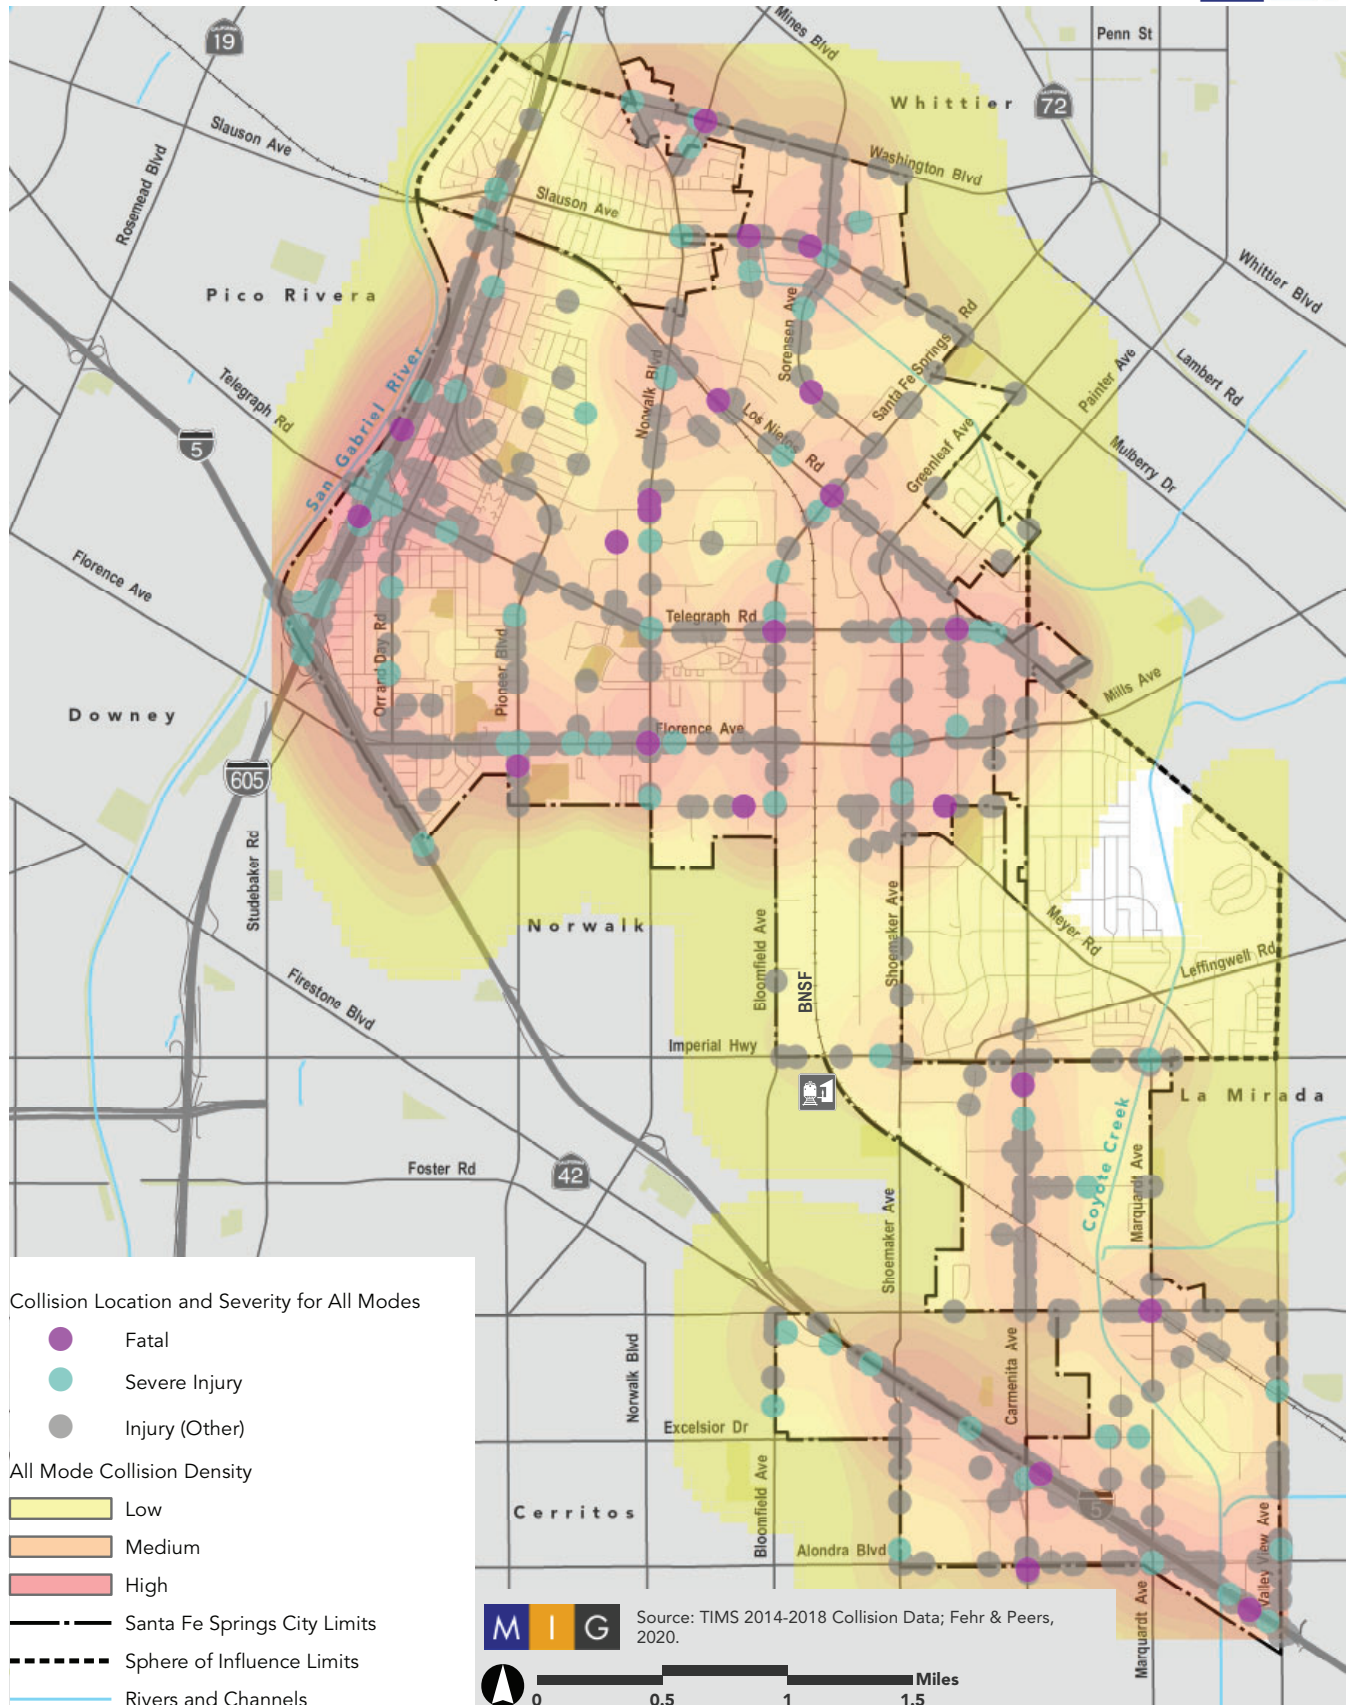 19
Mines Blvd
Penn St
Whittier
72
Slauson Ave
Rosemead Blvd
Washington Blvd
Slauson Ave
Whittier Blvd
Pico Rivera
San Gabriel River
Telegraph Rd
5
Norwalk Blvd
Sorensen Ave
Santa Fe Springs Rd
Painter Ave
Lambert Rd
Los Nietos Rd
Greenleaf Ave
Mulberry Dr
Florence Ave
Telegraph Rd
Orr and Day Rd
Pioneer Blvd
Mills Ave
Downey
Florence Ave
605
Studebaker Rd
Norwalk
Bloomfield Ave
BNSF
Shoemaker Ave
Meyer Rd
Leffingwell Rd
Firestone Blvd
Imperial Hwy
La Mirada
Coyote Creek
Marquardt Ave
Foster Rd
42
Shoemaker Ave
Norwalk Blvd
Carmenita Ave
Excelsior Dr
Bloomfield Ave
Cerritos
5
Valley View Ave
Alondra Blvd
Marquardt Ave
Collision Location and Severity for All Modes
Fatal
Severe Injury
Injury (Other)
All Mode Collision Density
Low
Medium
High
Santa Fe Springs City Limits
Sphere of Influence Limits
Rivers and Channels
M I G
Source: TIMS 2014-2018 Collision Data; Fehr & Peers,
2020.
Miles
0 0.5 1 1.5